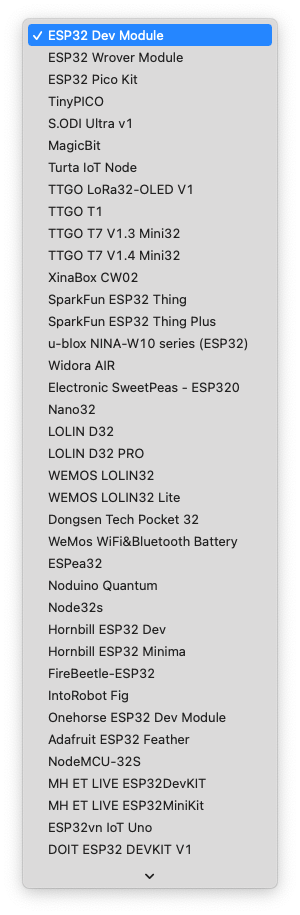 ESP32 Dev Module
ESP32 Wrover Module
ESP32 Pico Kit
TinyPICO
S.ODI Ultra v1
MagicBit
Turta IoT Node
TTGO LoRa32-OLED V1
TTGO T1
TTGO T7 V1.3 Mini32
TTGO T7 V1.4 Mini32
XinaBox CW02
SparkFun ESP32 Thing
SparkFun ESP32 Thing Plus
u-blox NINA-W10 series (ESP32)
Widora AIR
Electronic SweetPeas - ESP320
Nano32
LOLIN D32
LOLIN D32 PRO
WEMOS LOLIN32
WEMOS LOLIN32 Lite
Dongsen Tech Pocket 32
WeMos WiFi&Bluetooth Battery
ESPea32
Noduino Quantum
Node32s
Hornbill ESP32 Dev
Hornbill ESP32 Minima
FireBeetle-ESP32
IntoRobot Fig
Onehorse ESP32 Dev Module
Adafruit ESP32 Feather
NodeMCU-32S
MH ET LIVE ESP32DevKIT
MH ET LIVE ESP32MiniKit
ESP32vn IoT Uno
DOIT ESP32 DEVKIT V1